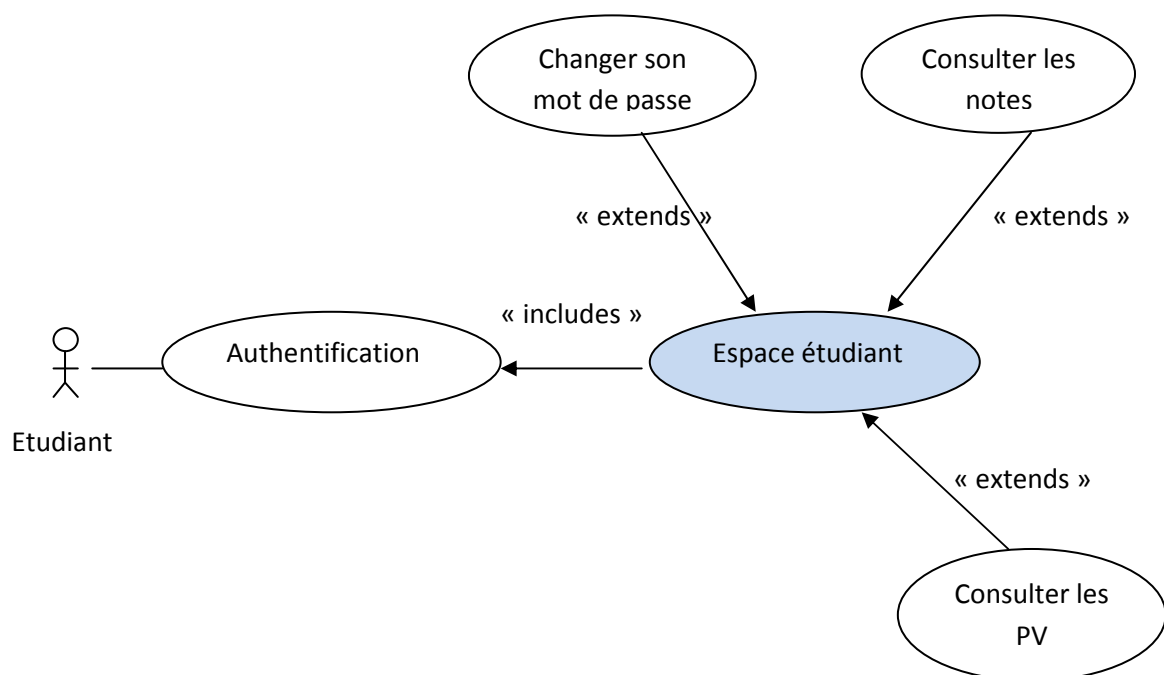 Changer son
mot de passe
Consulter les
notes
« extends »
« extends »
« includes »
Authentification
Espace étudiant
Etudiant
« extends »
Consulter les
PV